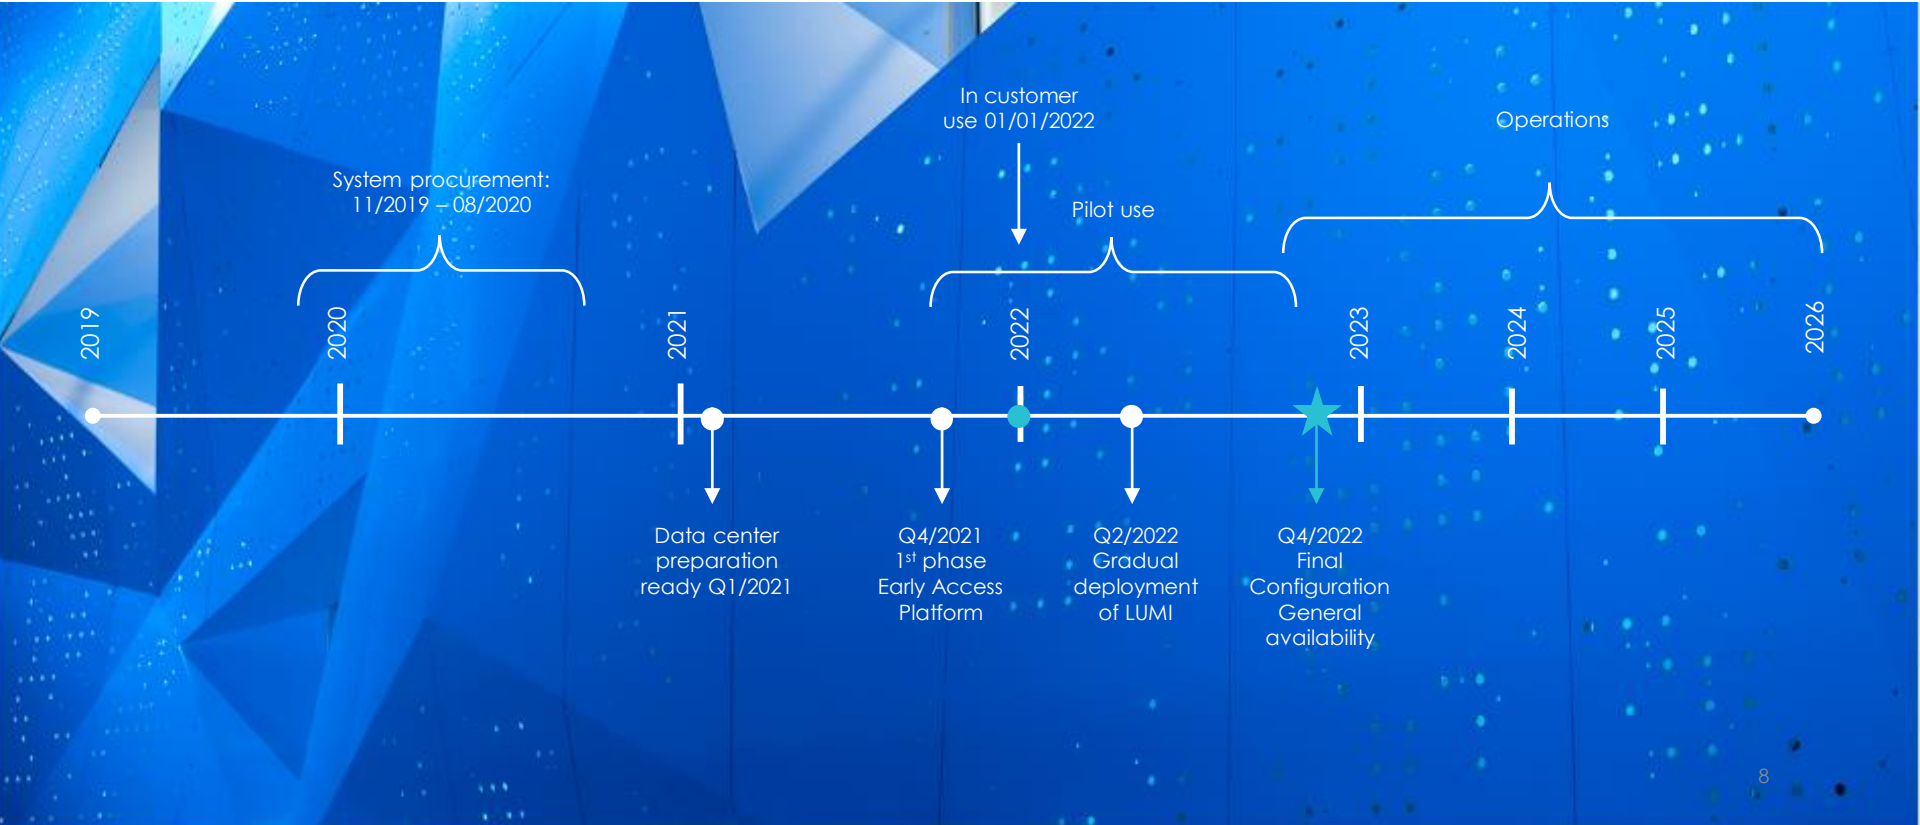 In customer
use 01/01/2022
Operations
System procurement:
11/2019 – 08/2020
Pilot use
2019
2020
2021
2022
2023
2024
2025
2026
Data center
preparation
ready Q1/2021
Q4/2021
1st phase
Early Access
Platform
Q2/2022
Gradual
deployment
of LUMI
Q4/2022
Final
Configuration
General
availability
8